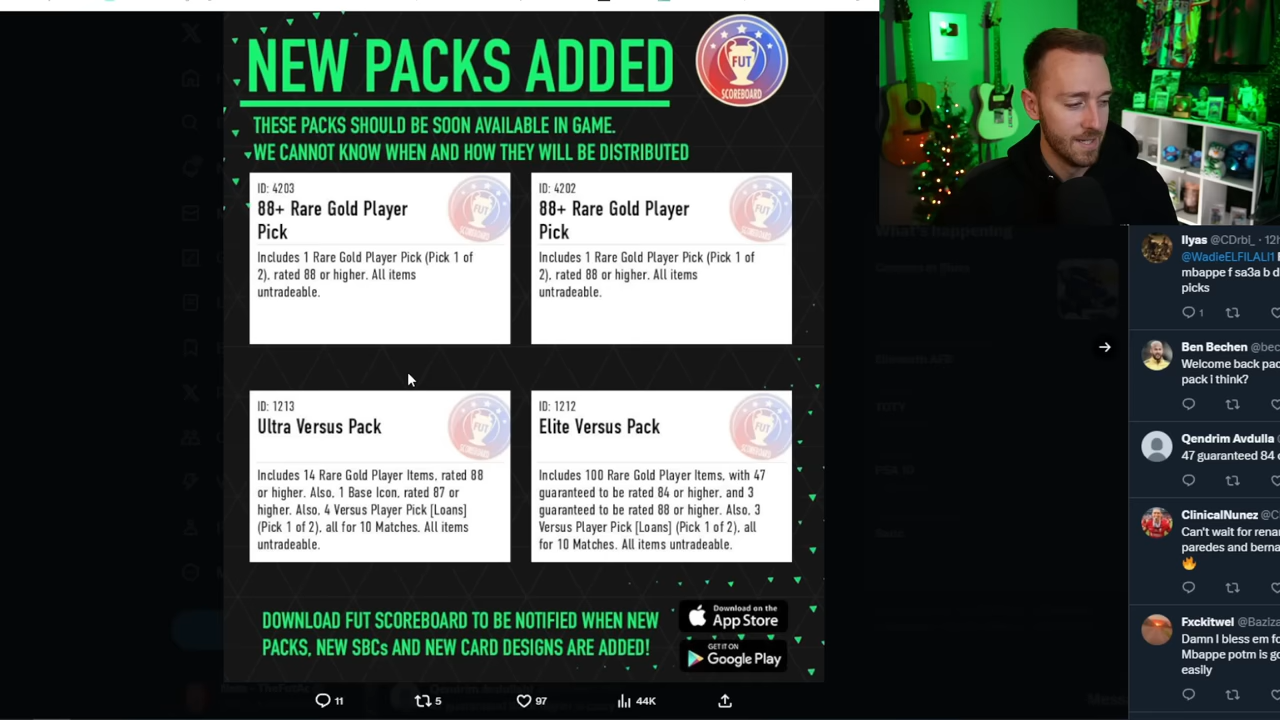 NEW PACKS ADDED
FUT
SCOREBOARD
THESE PACKS SHOULD BE SOON AVAILABLE IN GAME.
WE CANNOT KNOW WHEN AND HOW THEY WILL BE DISTRIBUTED
ID: 4203
88+ Rare Gold Player
Pick
Includes 1 Rare Gold Player Pick (Pick 1 of
2), rated 88 or higher. All items
untradeable.
ID: 4202
88+ Rare Gold Player
Pick
Includes 1 Rare Gold Player Pick (Pick 1 of
2), rated 88 or higher. All items
untradeable.
ID: 1213
Ultra Versus Pack
Includes 14 Rare Gold Player Items, rated 88
or higher. Also, 1 Base Icon, rated 87 or
higher. Also, 4 Versus Player Pick [Loans]
(Pick 1 of 2), all for 10 Matches. All items
untradeable.
ID: 1212
Elite Versus Pack
Includes 100 Rare Gold Player Items, with 47
guaranteed to be rated 84 or higher, and 3
guaranteed to be rated 88 or higher. Also, 3
Versus Player Pick [Loans] (Pick 1 of 2), all
for 10 Matches. All items untradeable.
DOWNLOAD FUT SCOREBOARD TO BE NOTIFIED WHEN NEW
PACKS, NEW SBCs AND NEW CARD DESIGNS ARE ADDED!
Download on the
App Store
GET IT ON
Google Play
11
5
97
44K
What's happening
Ilyas @CDrbl_ · 12h
@WadieELFILALI1
mbappe f sa3a b d
picks
1
Ben Bechen @bec
Welcome back pac
pack i think?
Qendrim Avdulla
47 guaranteed 84
ClinicalNunez @C
Can't wait for rena
paredes and berna
🔥
Fxckitwel @Baziza
Damn I bless em fo
Mbappe potm is go
easily